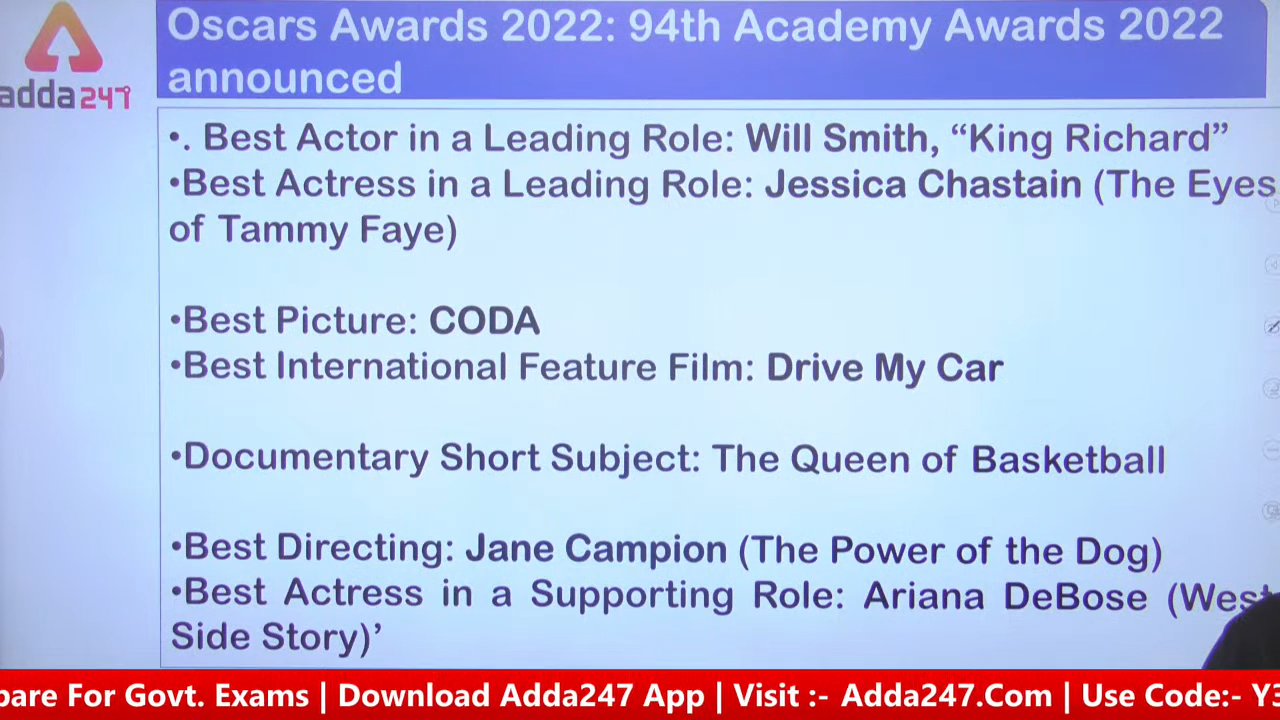 Oscars Awards 2022: 94th Academy Awards 2022
announced
adda247
•. Best Actor in a Leading Role: Will Smith, “King Richard”
•Best Actress in a Leading Role: Jessica Chastain (The Eyes
of Tammy Faye)
•Best Picture: CODA
•Best International Feature Film: Drive My Car
•Documentary Short Subject: The Queen of Basketball
•Best Directing: Jane Campion (The Power of the Dog)
•Best Actress in a Supporting Role: Ariana DeBose (West
Side Story)’
pare For Govt. Exams | Download Adda247 App | Visit :- Adda247.Com | Use Code:- Y3